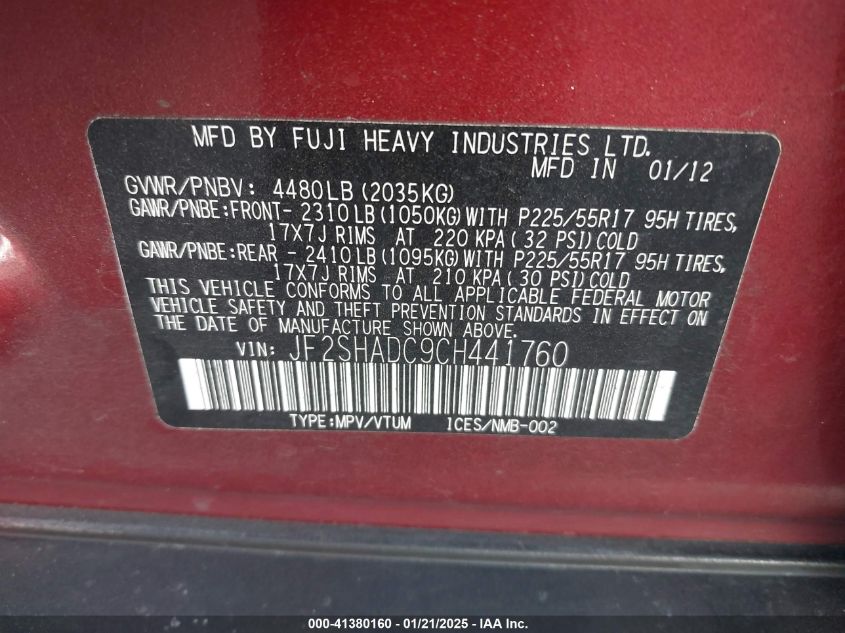 MFD BY FUJI HEAVY INDUSTRIES LTD.
MFD IN 01/12
GVWR/PNBV: 4480LB(2035KG)
GAWR/PNBE:FRONT- 2310LB(1050KG)WITH P225/55R17 95H TIRES,
17X7J RIMS AT 220 KPA( 32 PSI)COLD
GAWR/PNBE:REAR - 2410LB(1095KG)WITH P225/55R17 95H TIRES,
17X7J RIMS AT 210 KPA( 30 PSI)COLD
THIS VEHICLE CONFORMS TO ALL APPLICABLE FEDERAL MOTOR
VEHICLE SAFETY AND THEFT PREVENTION STANDARDS IN EFFECT ON
THE DATE OF MANUFACTURE SHOWN ABOVE.
VIN: JF2SHADC9CH441760
TYPE:MPV/VTUM ICES/NMB-002
000-41380160 - 01/21/2025 - IAA Inc.